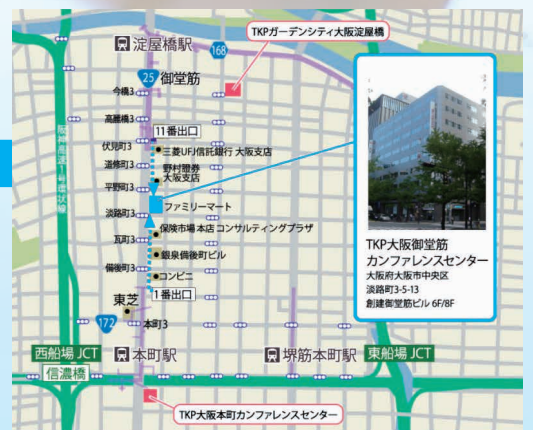 TKPガーデンシティ大阪淀屋橋
淀屋橋駅
168
25
御堂筋
今橋3
高麗橋3
11番出口
伏見町3
三菱UFJ信託銀行 大阪支店
道修町3
野村證券
大阪支店
平野町3
ファミリーマート
淡路町3
保険市場 本店 コンサルティングプラザ
瓦町3
銀泉備後町ビル
備後町3
コンビニ
1番出口
東芝
172
本町3
阪神高速1号環状線
TKP大阪御堂筋
カンファレンスセンター
大阪府大阪市中央区
淡路町3-5-13
創建御堂筋ビル 6F/8F
西船場 JCT
本町駅
堺筋本町駅
東船場 JCT
信濃橋
TKP大阪本町カンファレンスセンター